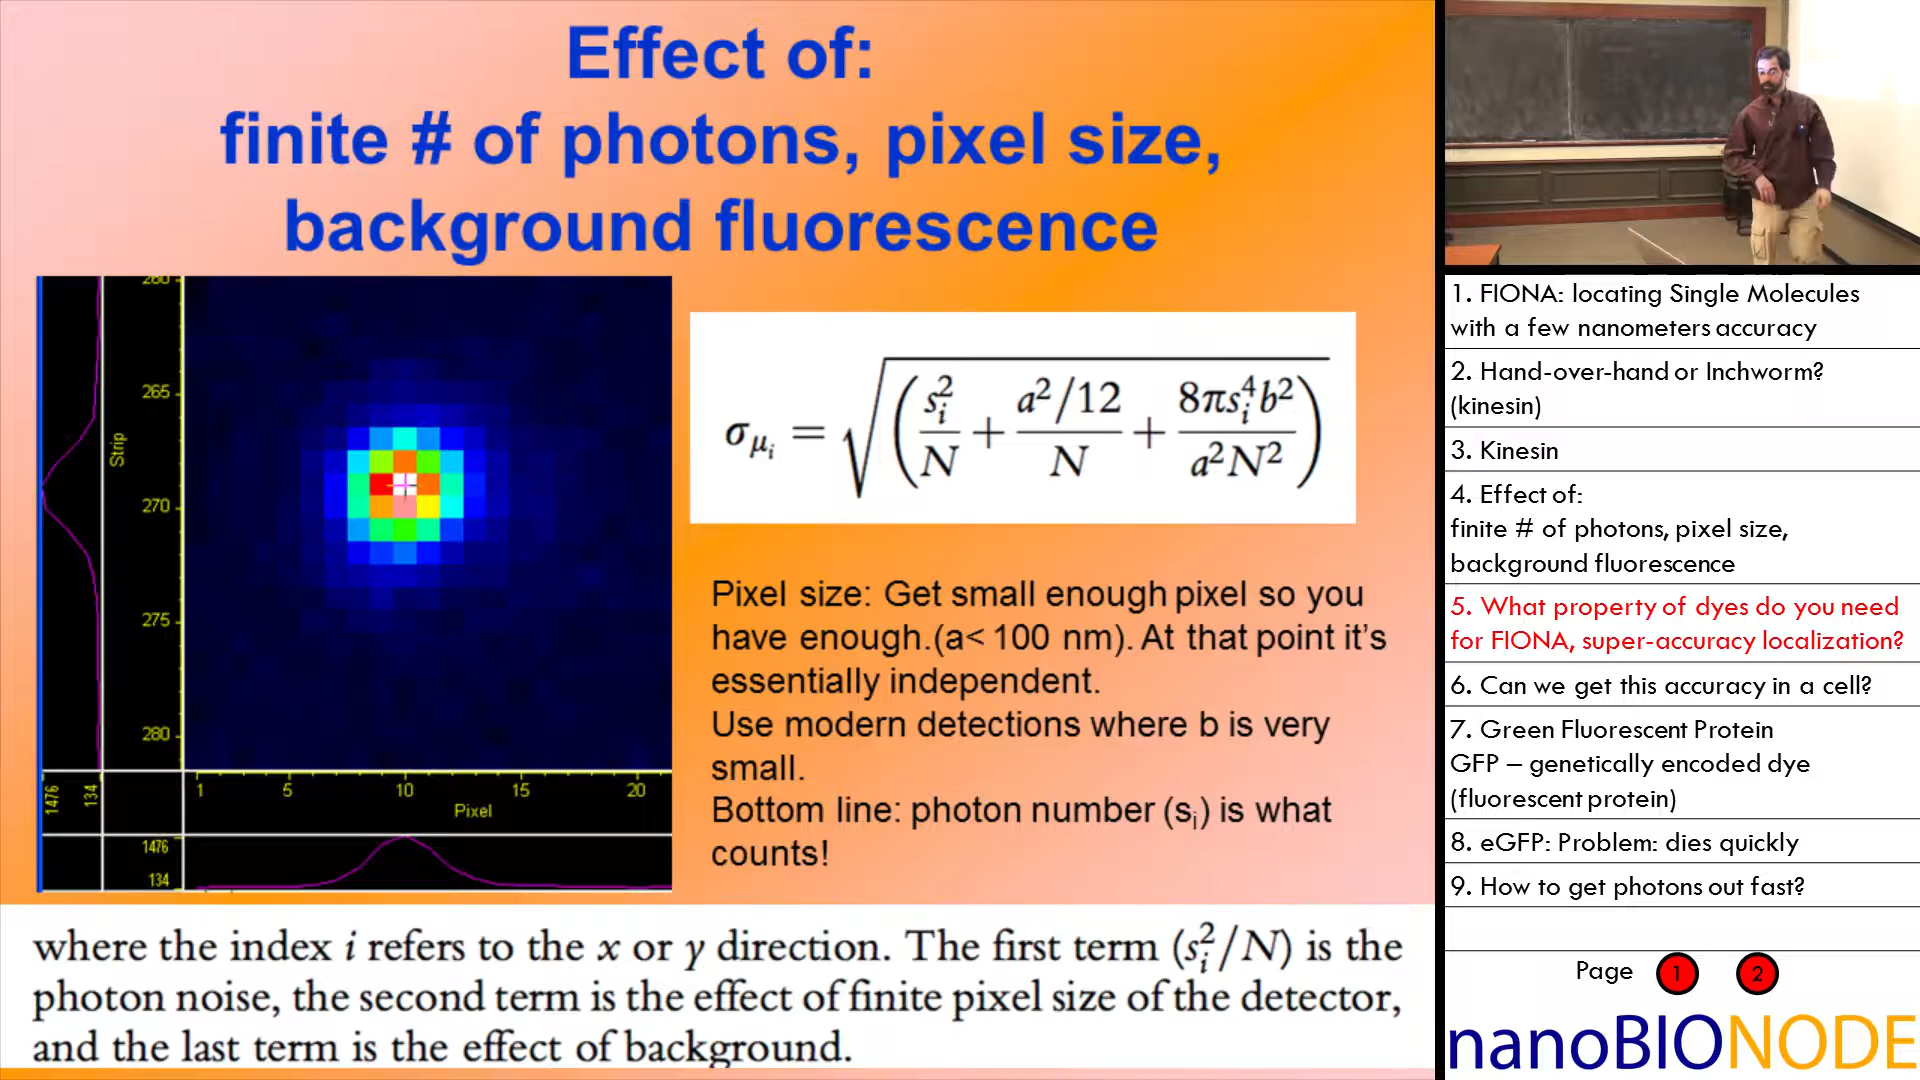 Effect of:
finite # of photons, pixel size,
background fluorescence
260
265
270
275
280
Strip
1 5 10 15 20
Pixel
1476
134
1476
134
σμᵢ = √(sᵢ²/N + (a²/12)/N + 8πsᵢ⁴b²/a²N²)
Pixel size: Get small enough pixel so you
have enough.(a< 100 nm). At that point it's
essentially independent.
Use modern detections where b is very
small.
Bottom line: photon number (sᵢ) is what
counts!
where the index i refers to the x or y direction. The first term (sᵢ²/N) is the
photon noise, the second term is the effect of finite pixel size of the detector,
and the last term is the effect of background.
1. FIONA: locating Single Molecules
with a few nanometers accuracy
2. Hand-over-hand or Inchworm?
(kinesin)
3. Kinesin
4. Effect of:
finite # of photons, pixel size,
background fluorescence
5. What property of dyes do you need
for FIONA, super-accuracy localization?
6. Can we get this accuracy in a cell?
7. Green Fluorescent Protein
GFP – genetically encoded dye
(fluorescent protein)
8. eGFP: Problem: dies quickly
9. How to get photons out fast?
Page 1 2
nanoBIONODE